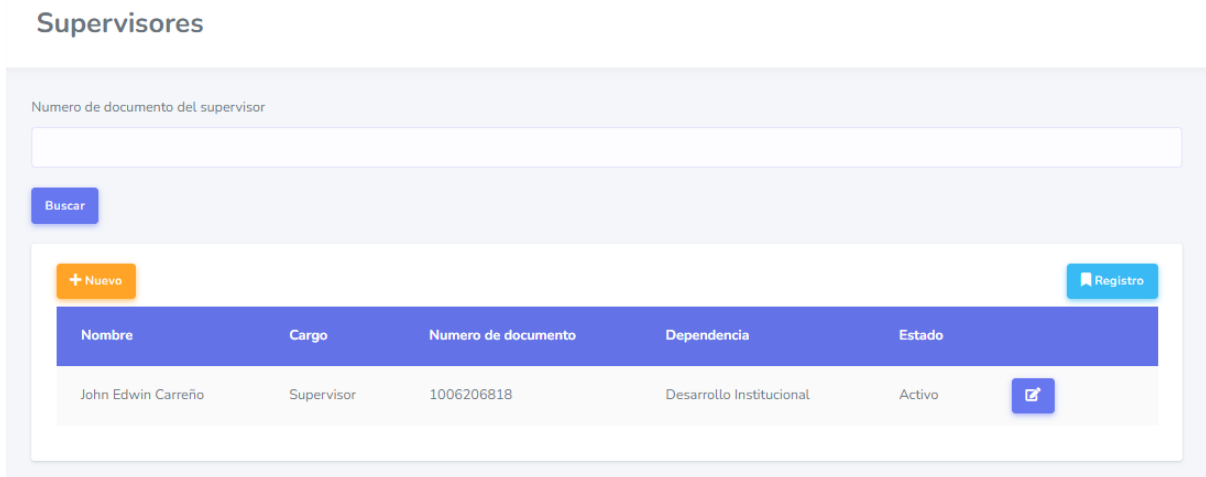 Supervisores
Numero de documento del supervisor
Buscar
Nuevo
Registro
Nombre Cargo Numero de documento Dependencia Estado
John Edwin Carreño Supervisor 1006206818 Desarrollo Institucional Activo